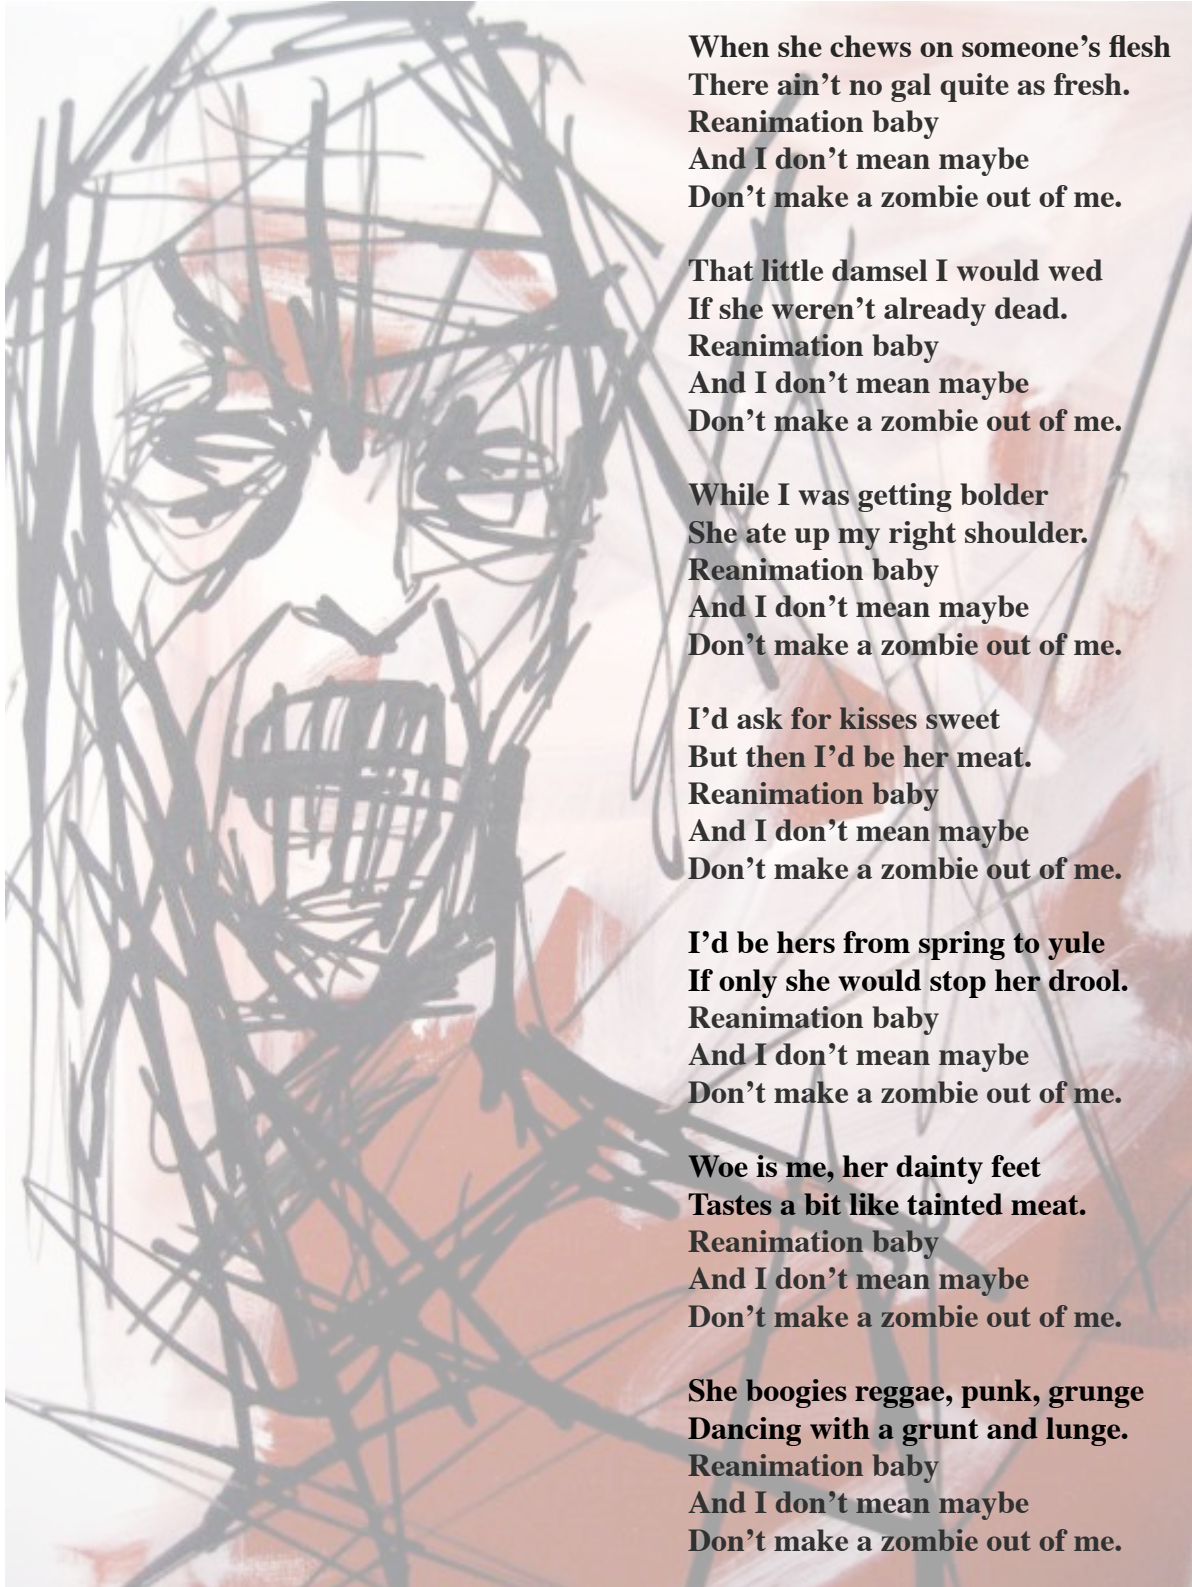 When she chews on someone’s flesh
There ain’t no gal quite as fresh.
Reanimation baby
And I don’t mean maybe
Don’t make a zombie out of me.
That little damsel I would wed
If she weren’t already dead.
Reanimation baby
And I don’t mean maybe
Don’t make a zombie out of me.
While I was getting bolder
She ate up my right shoulder.
Reanimation baby
And I don’t mean maybe
Don’t make a zombie out of me.
I’d ask for kisses sweet
But then I’d be her meat.
Reanimation baby
And I don’t mean maybe
Don’t make a zombie out of me.
I’d be hers from spring to yule
If only she would stop her drool.
Reanimation baby
And I don’t mean maybe
Don’t make a zombie out of me.
Woe is me, her dainty feet
Tastes a bit like tainted meat.
Reanimation baby
And I don’t mean maybe
Don’t make a zombie out of me.
She boogies reggae, punk, grunge
Dancing with a grunt and lunge.
Reanimation baby
And I don’t mean maybe
Don’t make a zombie out of me.